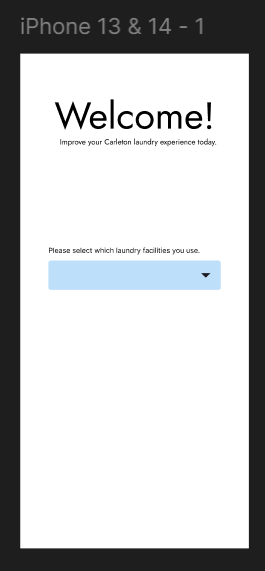 iPhone 13 & 14 - 1
Welcome!
Improve your Carleton laundry experience today.
Please select which laundry facilities you use.